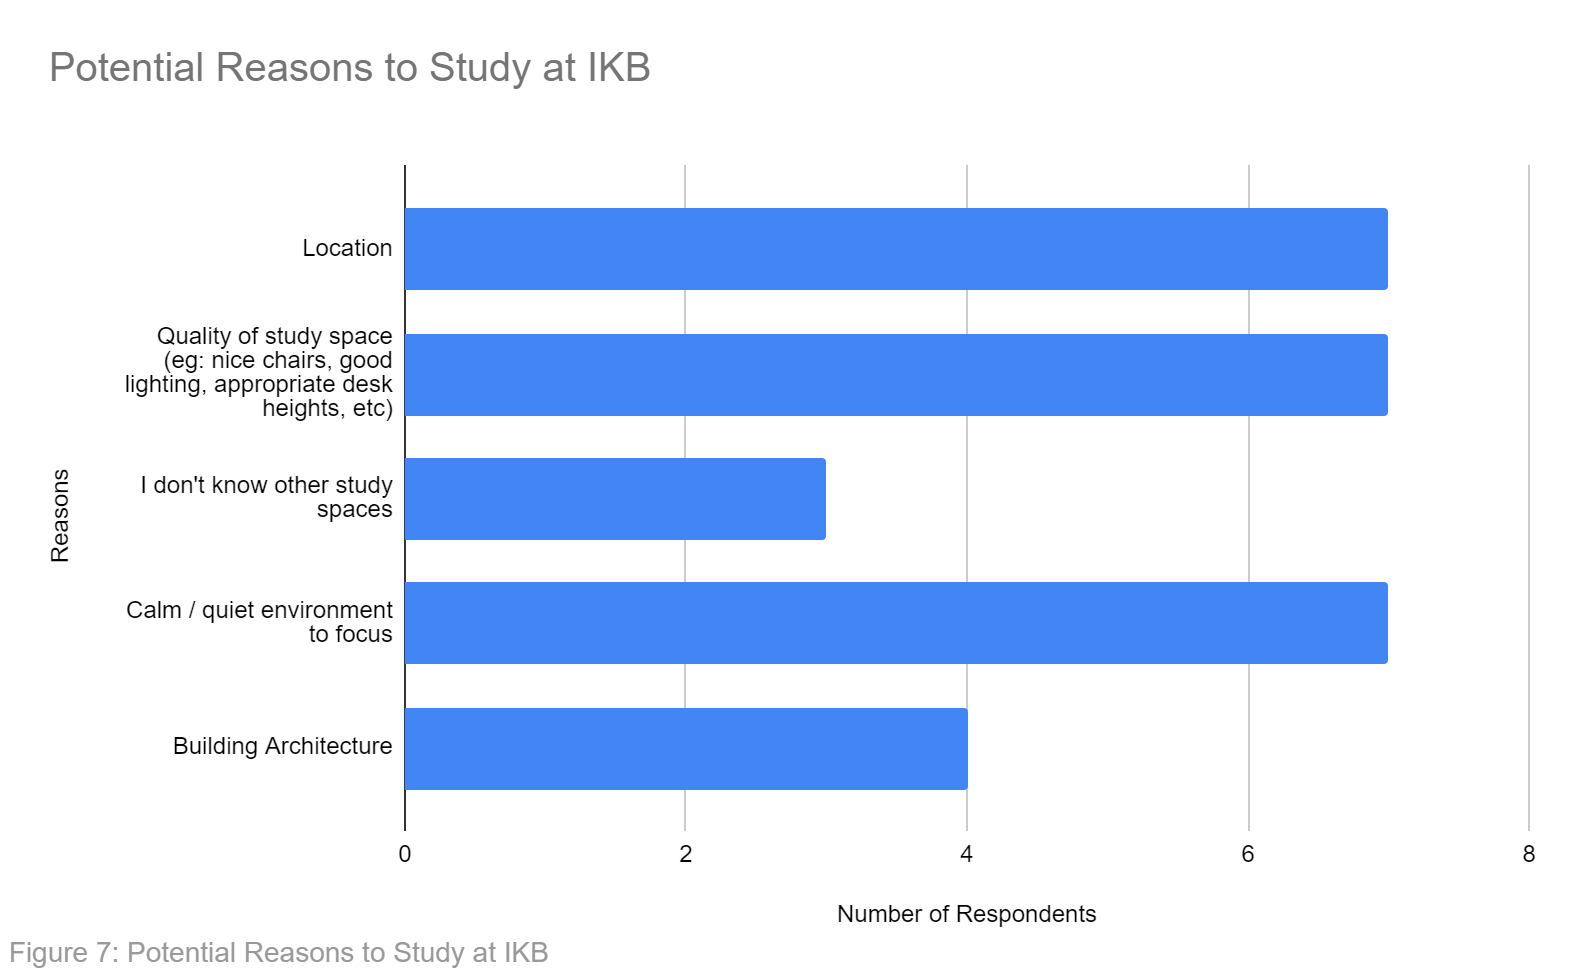 Potential Reasons to Study at IKB
Location
Quality of study space
(eg: nice chairs, good
lighting, appropriate desk
heights, etc)
I don't know other study
spaces
Calm / quiet environment
to focus
Building Architecture
Reasons
0 2 4 6 8
Number of Respondents
Figure 7: Potential Reasons to Study at IKB